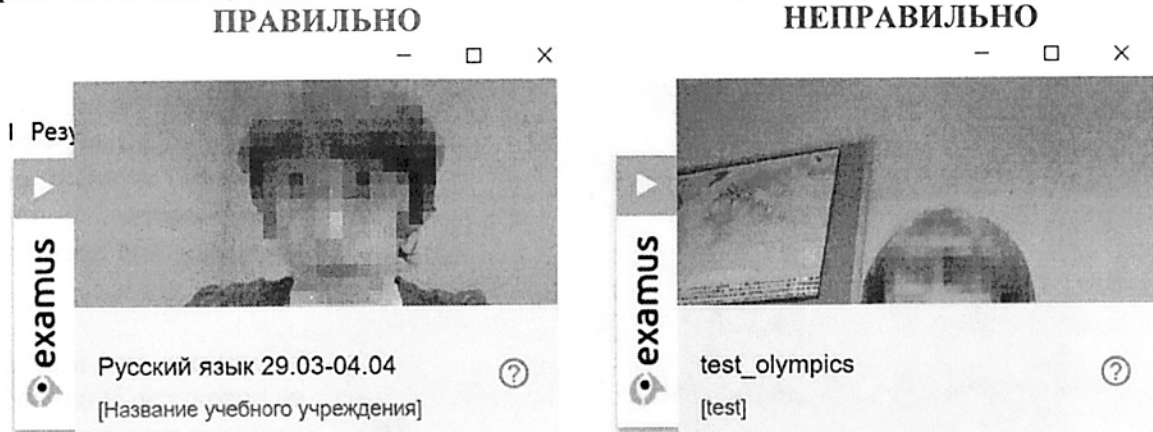 ПРАВИЛЬНО
НЕПРАВИЛЬНО
Резу
examus
Русский язык 29.03-04.04
[Название учебного учреждения]
examus
test_olympics
[test]